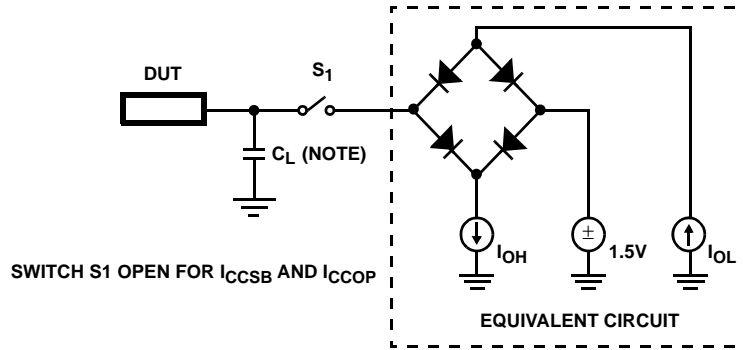 DUT
S1
CL (NOTE)
IOH
±
1.5V
IOL
SWITCH S1 OPEN FOR ICCSB AND ICCOP
EQUIVALENT CIRCUIT